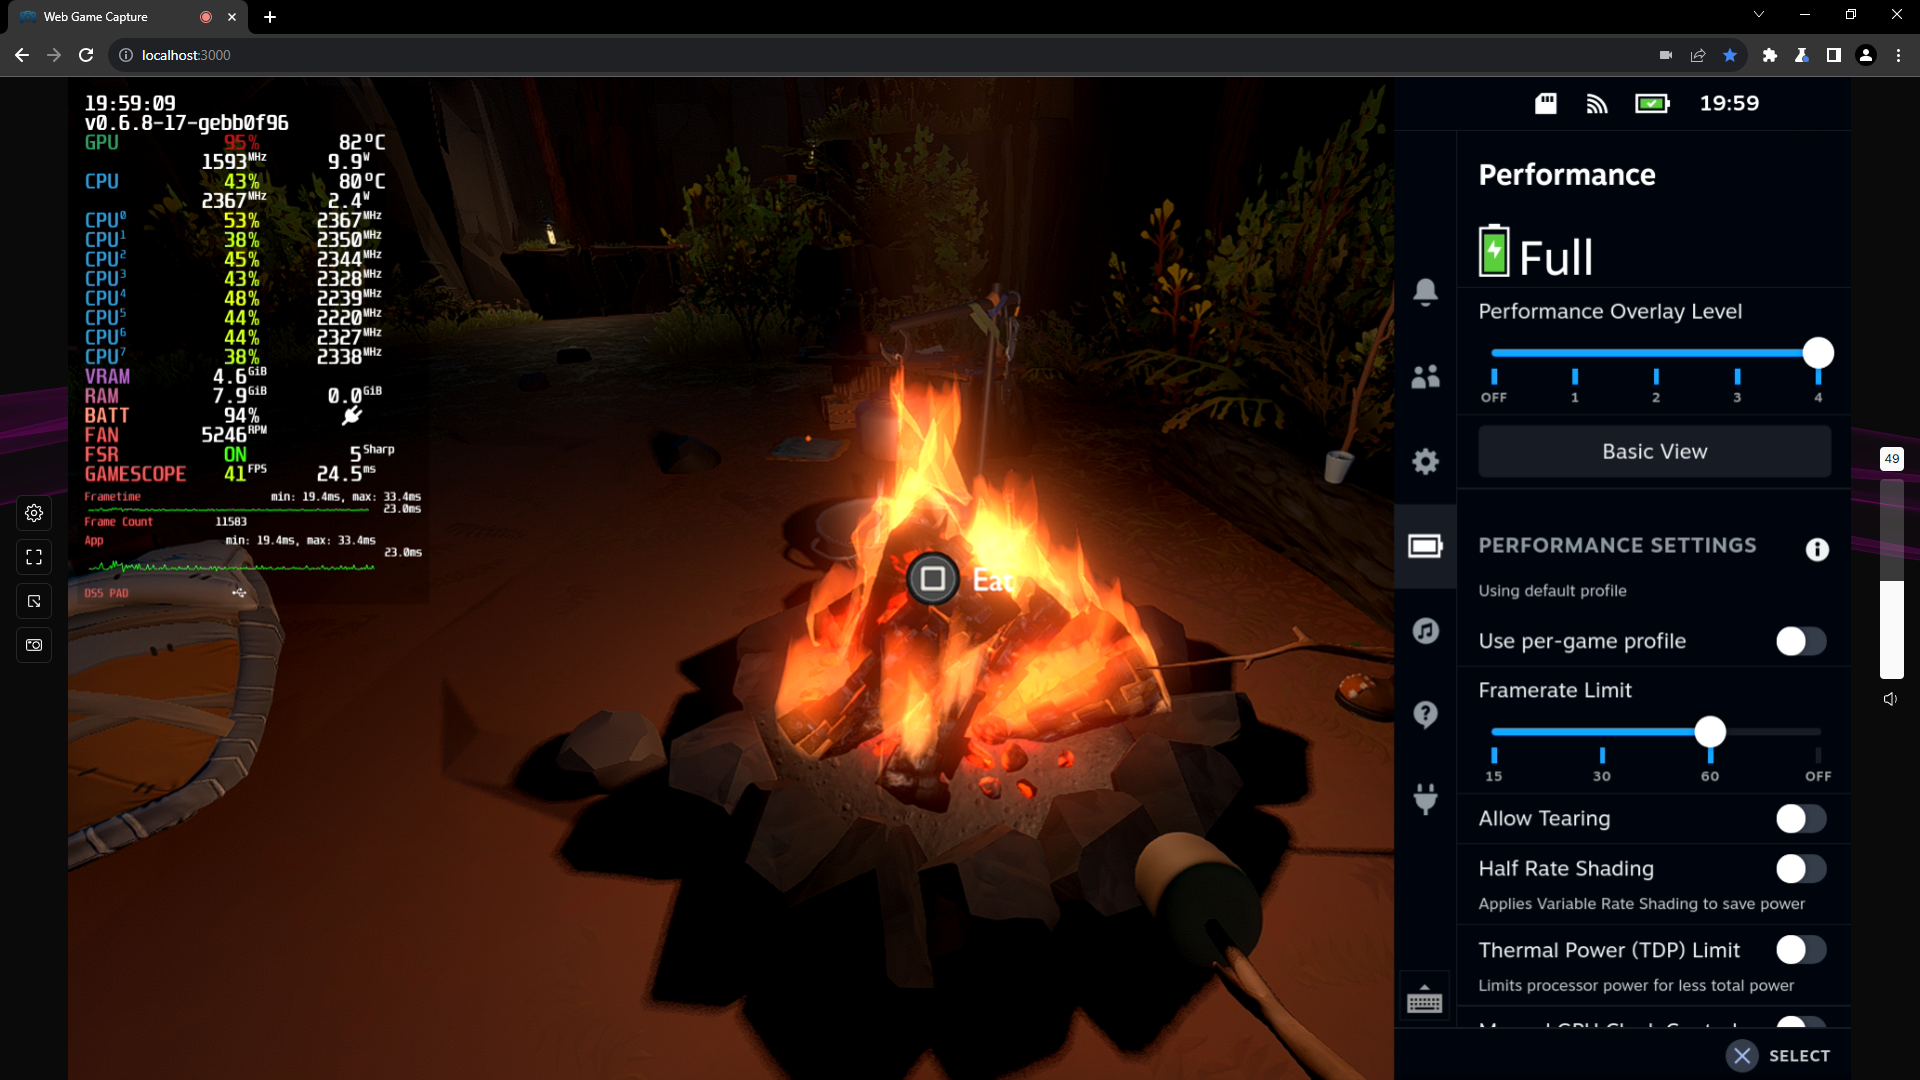 Web Game Capture
localhost:3000
19:59:09
v0.6.8-17-gebb0f96
GPU 95% 82°C
1593MHz 9.9W
CPU 43% 80°C
2367MHz 2.4W
CPU0 53% 2367MHz
CPU1 38% 2350MHz
CPU2 45% 2344MHz
CPU3 43% 2328MHz
CPU4 48% 2239MHz
CPU5 44% 2220MHz
CPU6 44% 2327MHz
CPU7 38% 2338MHz
VRAM 4.6GiB
RAM 7.9GiB 0.0GiB
BATT 94%
FAN 5246RPM
FSR ON 5Sharp
GAMESCOPE 41FPS 24.5ms
Frametime min: 19.4ms, max: 33.4ms
23.0ms
Frame Count 11583
App min: 19.4ms, max: 33.4ms
23.0ms
DS5 PAD
Eat
19:59
Performance
Full
Performance Overlay Level
OFF 1 2 3 4
Basic View
PERFORMANCE SETTINGS
Using default profile
Use per-game profile
Framerate Limit
15 30 60 OFF
Allow Tearing
Half Rate Shading
Applies Variable Rate Shading to save power
Thermal Power (TDP) Limit
Limits processor power for less total power
SELECT
49